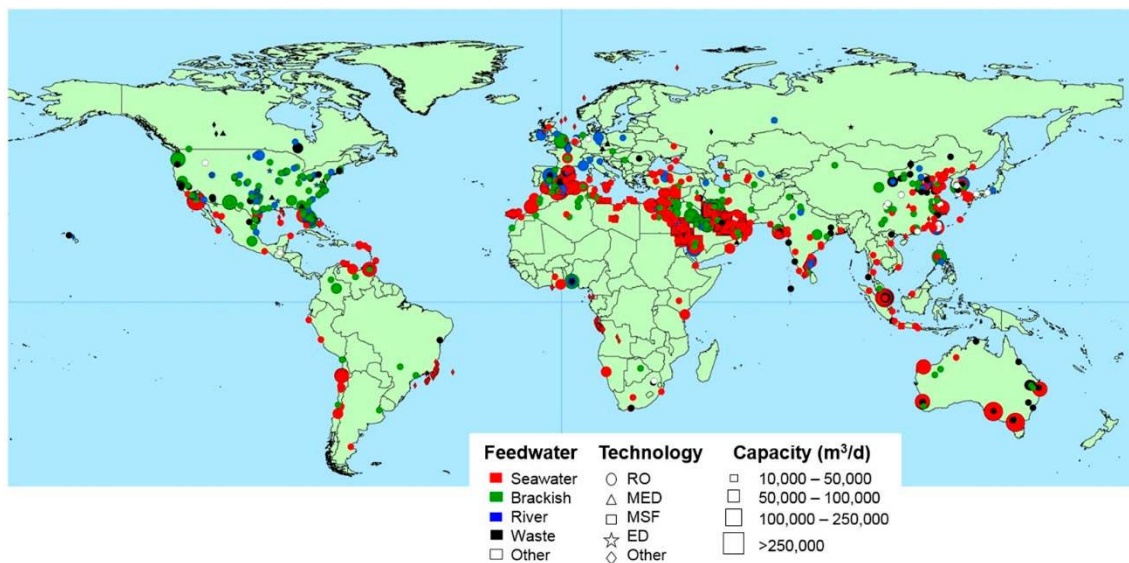 Feedwater Technology Capacity (m³/d)
Seawater RO 10,000 – 50,000
Brackish MED 50,000 – 100,000
River MSF 100,000 – 250,000
Waste ED >250,000
Other Other